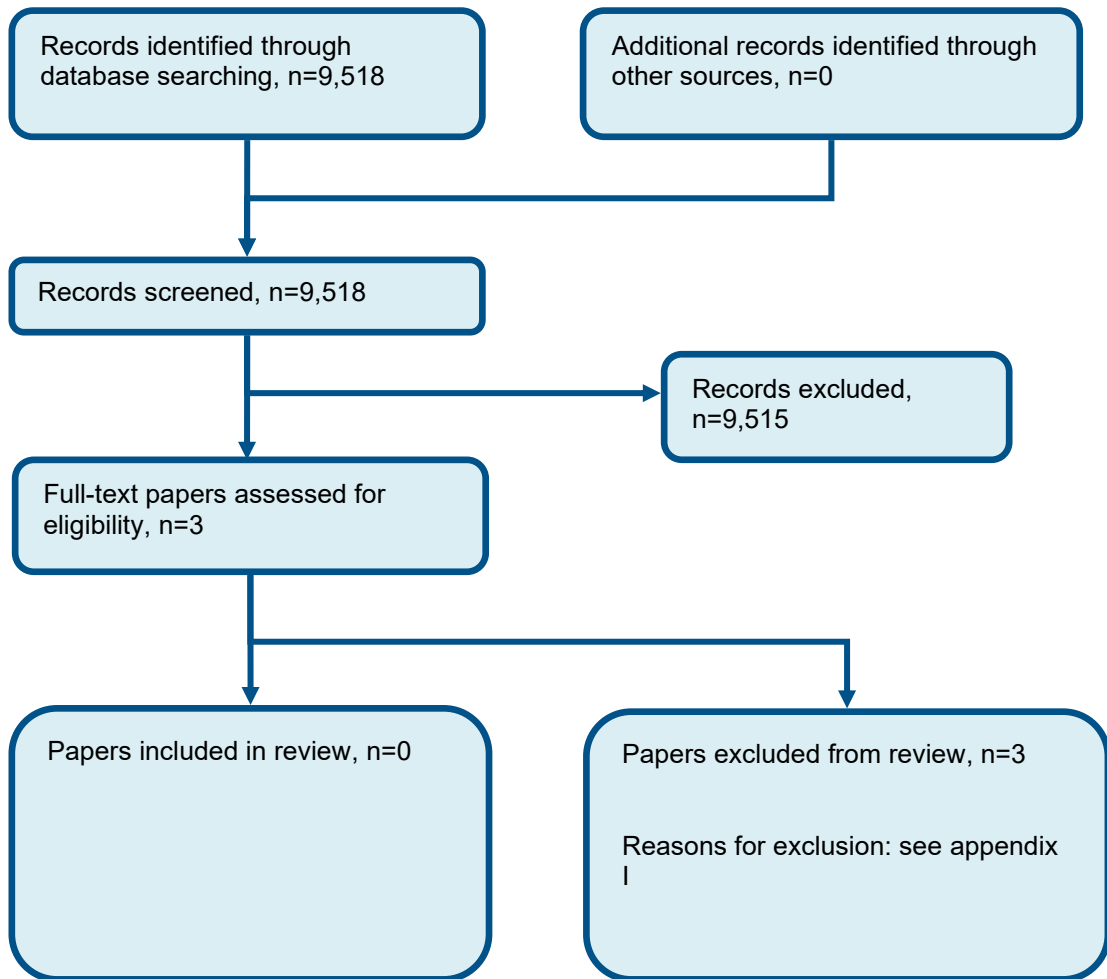 Records identified through
database searching, n=9,518
Additional records identified through
other sources, n=0
Records screened, n=9,518
Records excluded,
n=9,515
Full-text papers assessed for
eligibility, n=3
Papers included in review, n=0
Papers excluded from review, n=3
Reasons for exclusion: see appendix
I